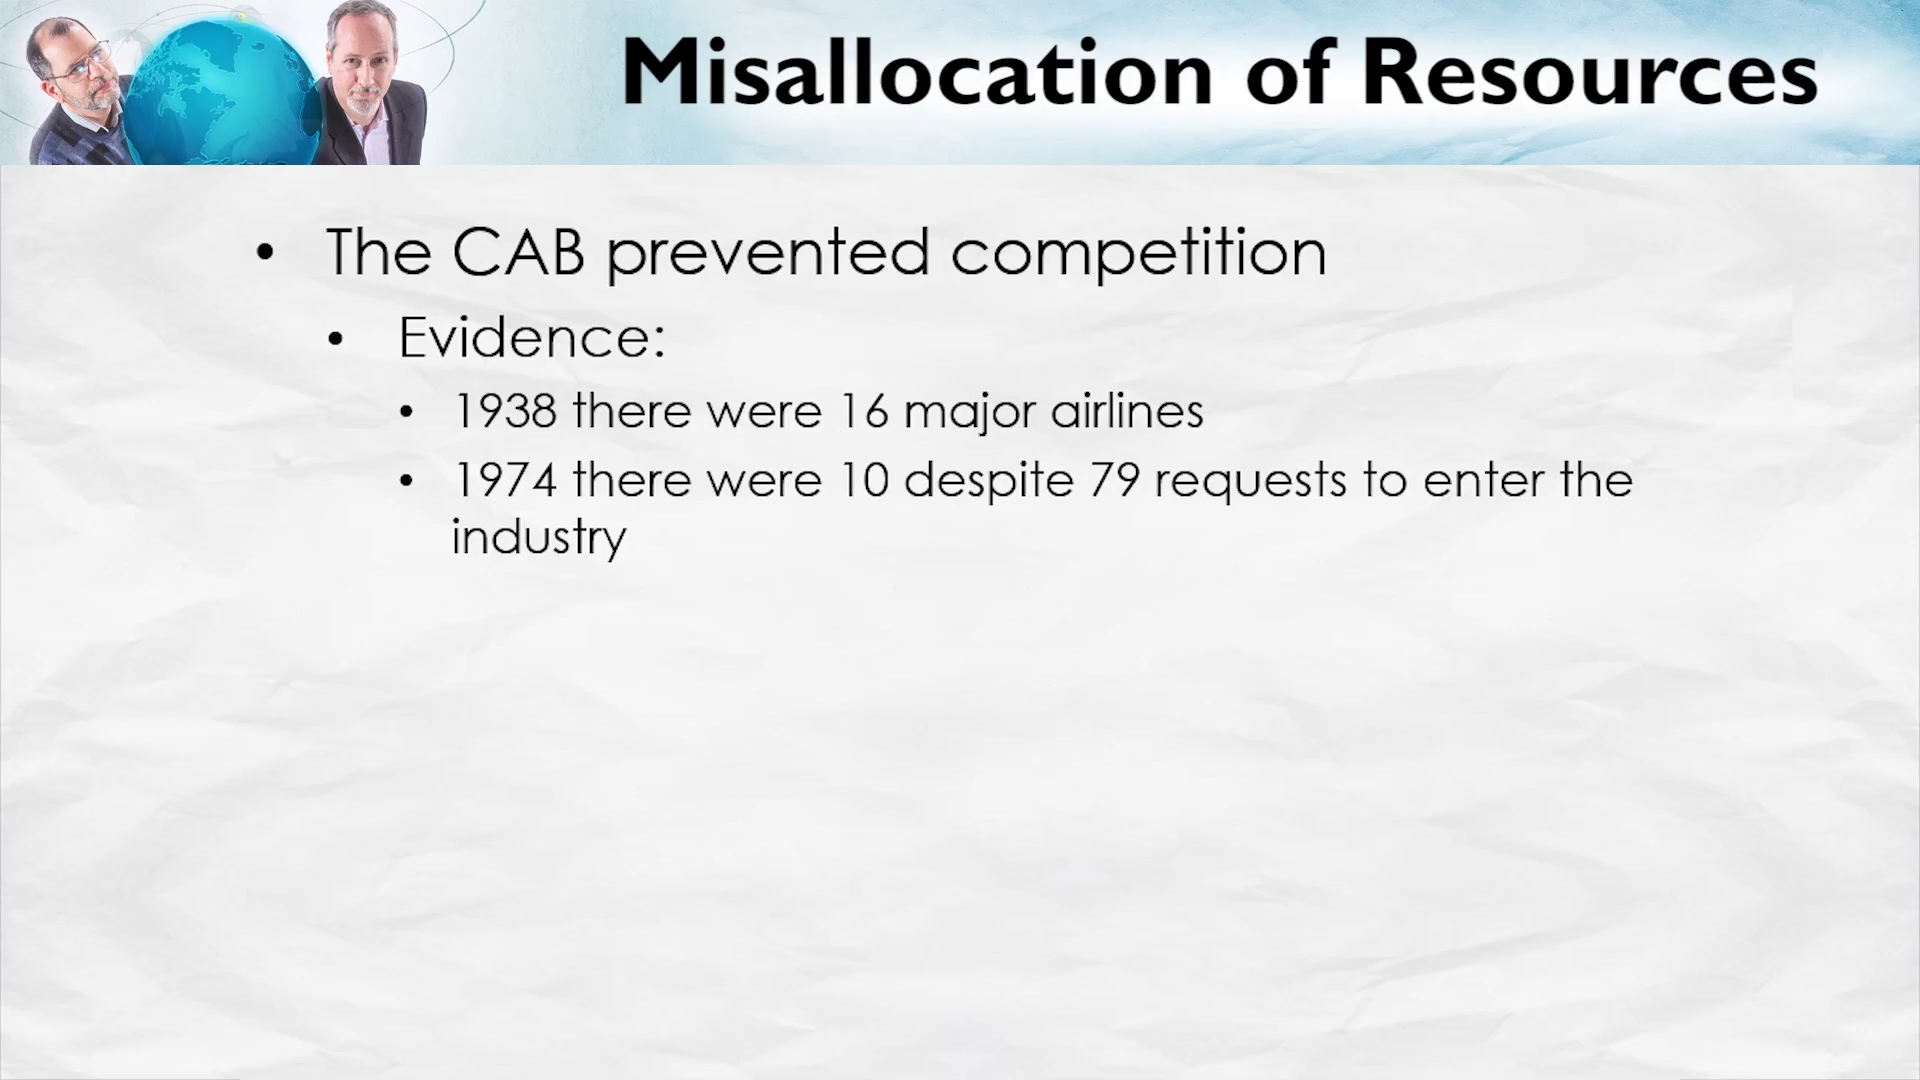 Misallocation of Resources
• The CAB prevented competition
• Evidence:
• 1938 there were 16 major airlines
• 1974 there were 10 despite 79 requests to enter the
industry